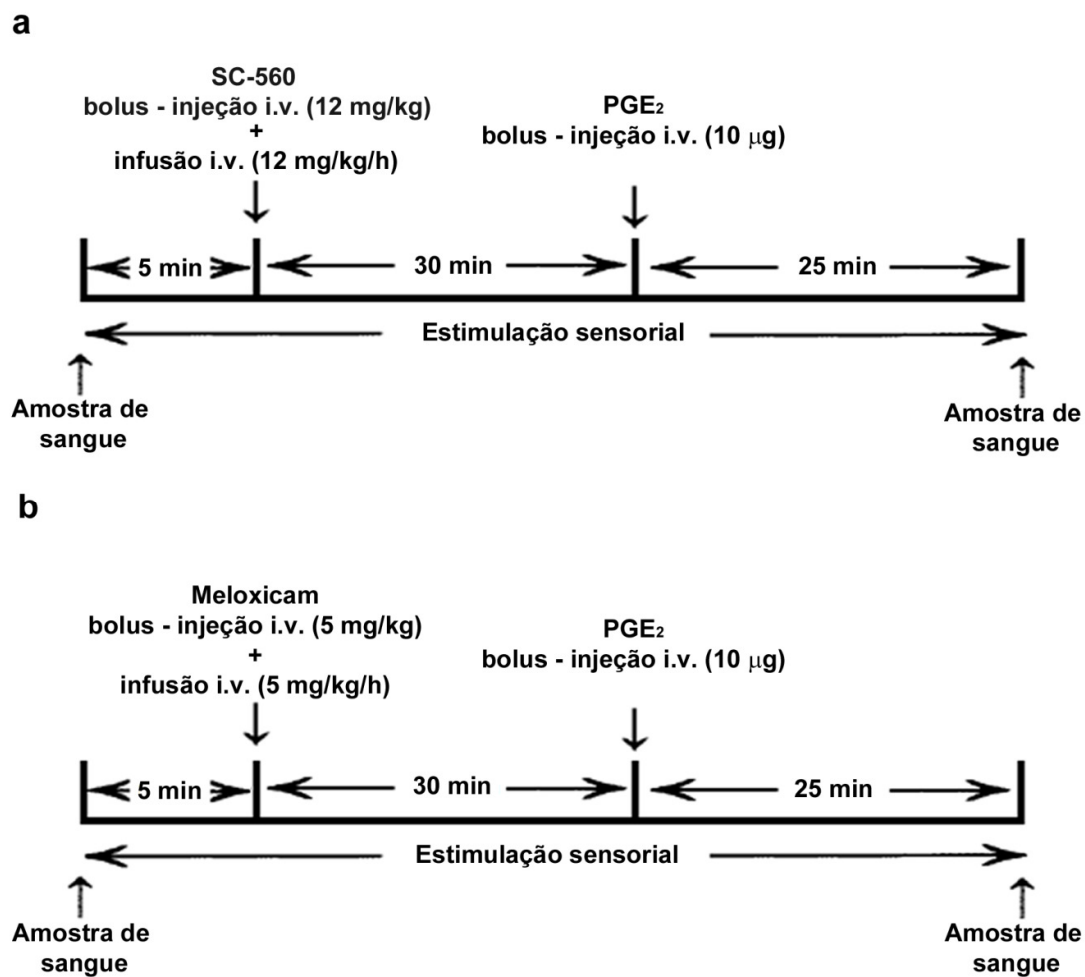 a
SC-560
bolus - injeção i.v. (12 mg/kg)
+
infusão i.v. (12 mg/kg/h)
PGE₂
bolus - injeção i.v. (10 μg)
5 min
30 min
25 min
Estimulação sensorial
Amostra de
sangue
Amostra de
sangue
b
Meloxicam
bolus - injeção i.v. (5 mg/kg)
+
infusão i.v. (5 mg/kg/h)
PGE₂
bolus - injeção i.v. (10 μg)
5 min
30 min
25 min
Estimulação sensorial
Amostra de
sangue
Amostra de
sangue